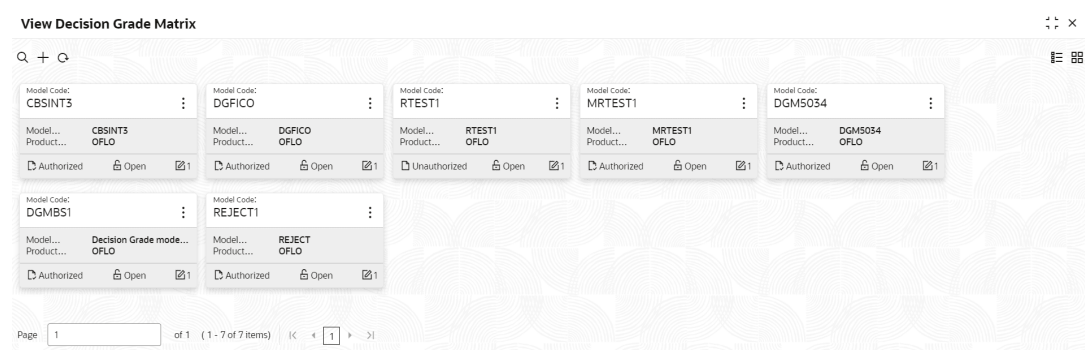 View Decision Grade Matrix
Model Code:
CBSINT3
Model... CBSINT3
Product... OFLO
Authorized Open 1
Model Code:
DGFICO
Model... DGFICO
Product... OFLO
Authorized Open 1
Model Code:
RTEST1
Model... RTEST1
Product... OFLO
Unauthorized Open 1
Model Code:
MRTEST1
Model... MRTEST1
Product... OFLO
Authorized Open 1
Model Code:
DGM5034
Model... DGM5034
Product... OFLO
Authorized Open 1
Model Code:
DGMBS1
Model... Decision Grade mode...
Product... OFLO
Authorized Open 1
Model Code:
REJECT1
Model... REJECT
Product... OFLO
Authorized Open 1
Page 1 of 1 (1 - 7 of 7 items) 1